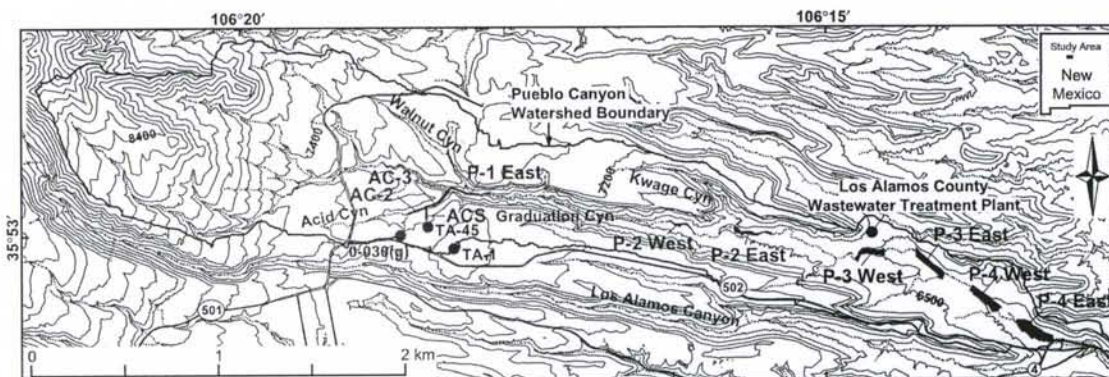 106°20′
106°15′
Study Area
New
Mexico
Pueblo Canyon
Watershed Boundary
Walnut Cyn
8400
7400
AC-3
P-1 East
7200
Kwage Cyn
Los Alamos County
Wastewater Treatment Plant
AC-2
Acid Cyn
ACS
Graduation Cyn
TA-45
35°53′
0-030(g)
TA-1
P-2 West
P-2 East
P-3 East
P-3 West
P-4 West
P-4 East
6500
501
502
Los Alamos Canyon
4
0
1
2 km